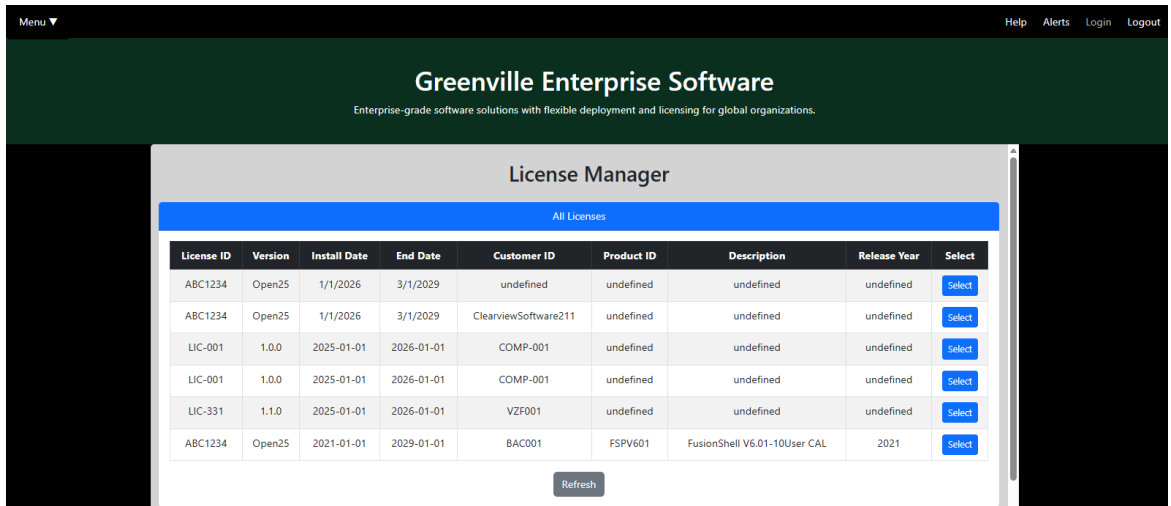 Menu ▼ Help Alerts Login Logout
Greenville Enterprise Software
Enterprise-grade software solutions with flexible deployment and licensing for global organizations.
License Manager
All Licenses
License ID Version Install Date End Date Customer ID Product ID Description Release Year Select
ABC1234 Open25 1/1/2026 3/1/2029 undefined undefined undefined undefined Select
ABC1234 Open25 1/1/2026 3/1/2029 ClearviewSoftware211 undefined undefined undefined Select
LIC-001 1.0.0 2025-01-01 2026-01-01 COMP-001 undefined undefined undefined Select
LIC-001 1.0.0 2025-01-01 2026-01-01 COMP-001 undefined undefined undefined Select
LIC-331 1.1.0 2025-01-01 2026-01-01 VZF001 undefined undefined undefined Select
ABC1234 Open25 2021-01-01 2029-01-01 BAC001 FSPV601 FusionShell V6.01-10User CAL 2021 Select
Refresh